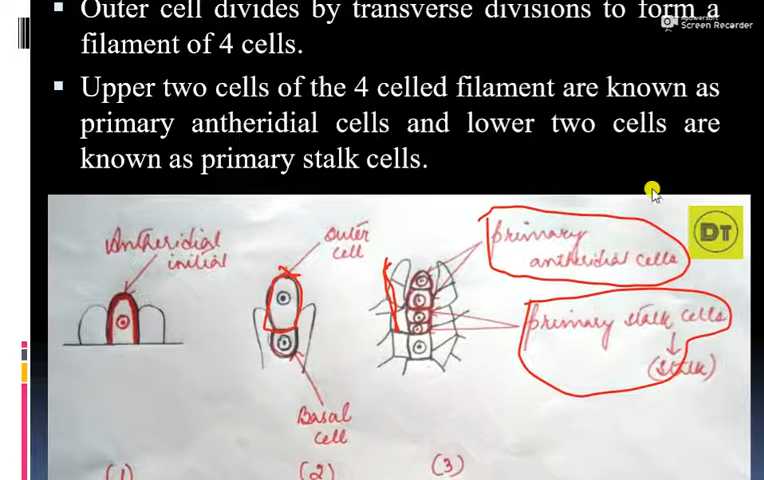 Outer cell divides by transverse divisions to form a
filament of 4 cells.
Upper two cells of the 4 celled filament are known as
primary antheridial cells and lower two cells are
known as primary stalk cells.
Screen Recorder
DT
Antheridial
initial
Outer
cell
primary
antheridial cells
primary stalk cells
(stalk)
Basal
cell
(1)
(2)
(3)